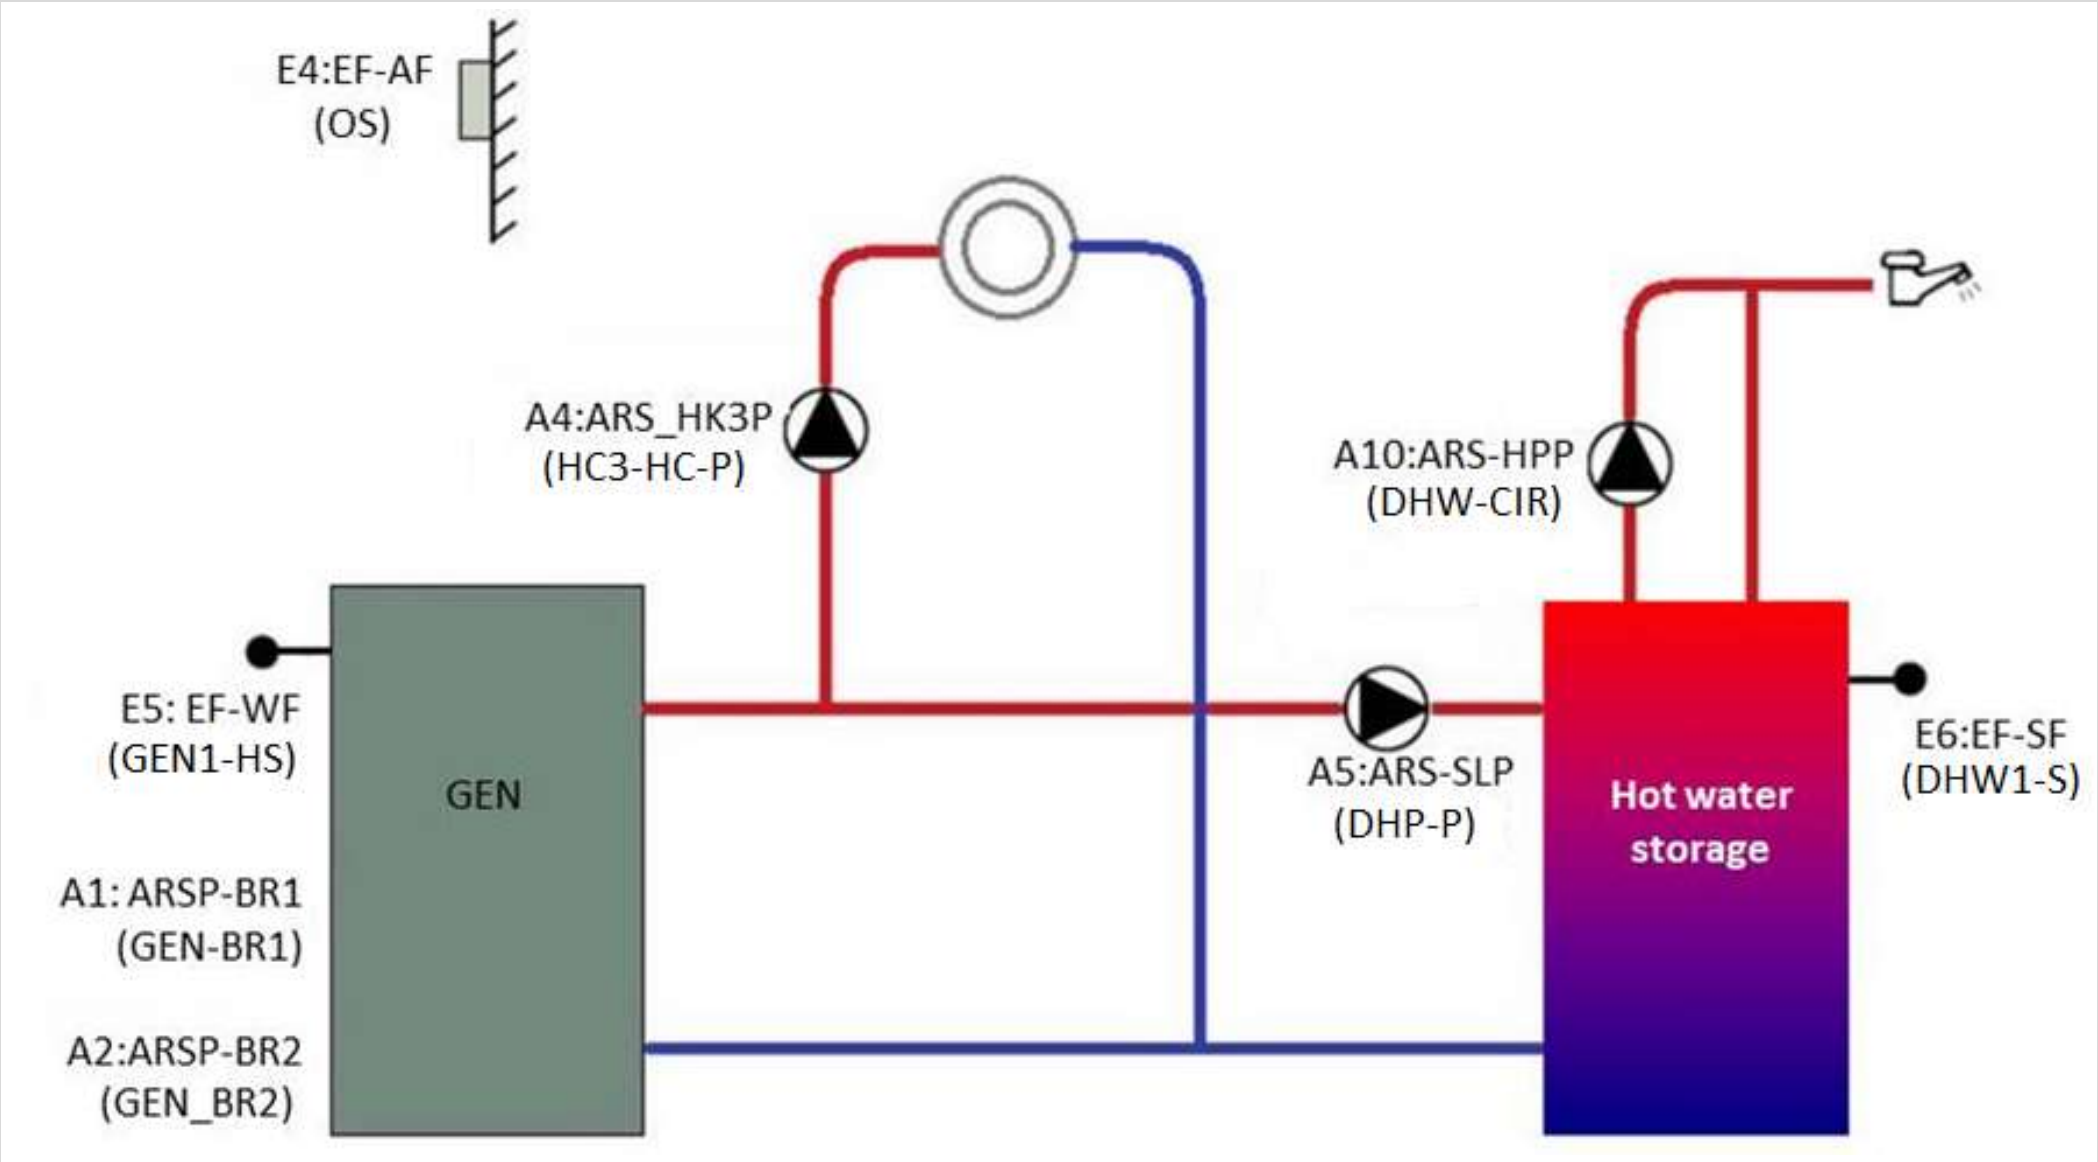 E4:EF-AF
(OS)
A4:ARS_HK3P
(HC3-HC-P)
A10:ARS-HPP
(DHW-CIR)
E5: EF-WF
(GEN1-HS)
GEN
A5:ARS-SLP
(DHP-P)
Hot water
storage
E6:EF-SF
(DHW1-S)
A1: ARSP-BR1
(GEN-BR1)
A2:ARSP-BR2
(GEN_BR2)